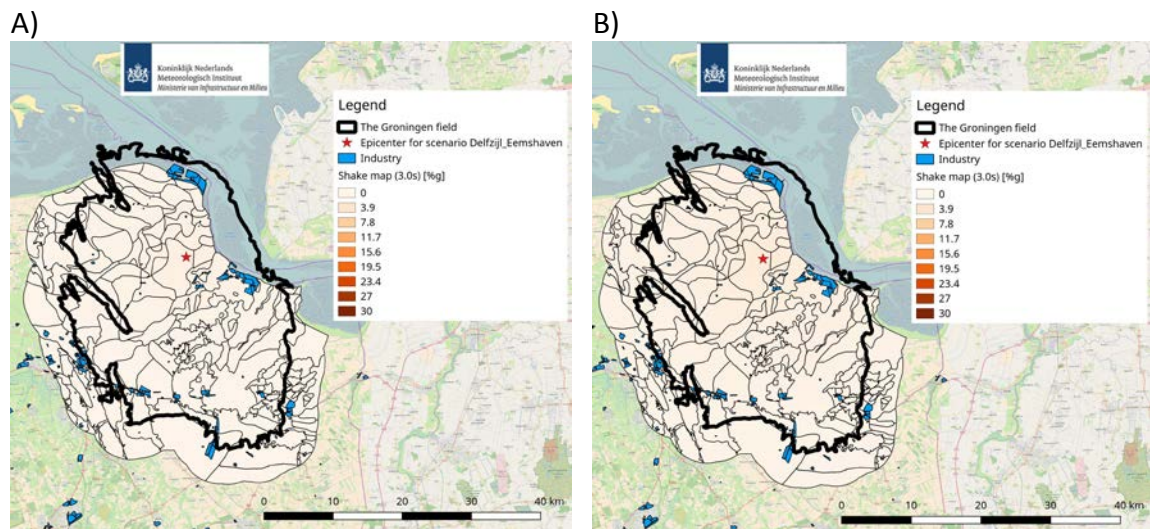 A)
Koninklijk Nederlands
Meteorologisch Instituut
Ministerie van Infrastructuur en Milieu
Legend
The Groningen field
Epicenter for scenario Delfzijl_Eemshaven
Industry
Shake map (3.0s) [%g]
0
3.9
7.8
11.7
15.6
19.5
23.4
27
30
0 10 20 30 40 km
B)
Koninklijk Nederlands
Meteorologisch Instituut
Ministerie van Infrastructuur en Milieu
Legend
The Groningen field
Epicenter for scenario Delfzijl_Eemshaven
Industry
Shake map (3.0s) [%g]
0
3.9
7.8
11.7
15.6
19.5
23.4
27
30
0 10 20 30 40 km